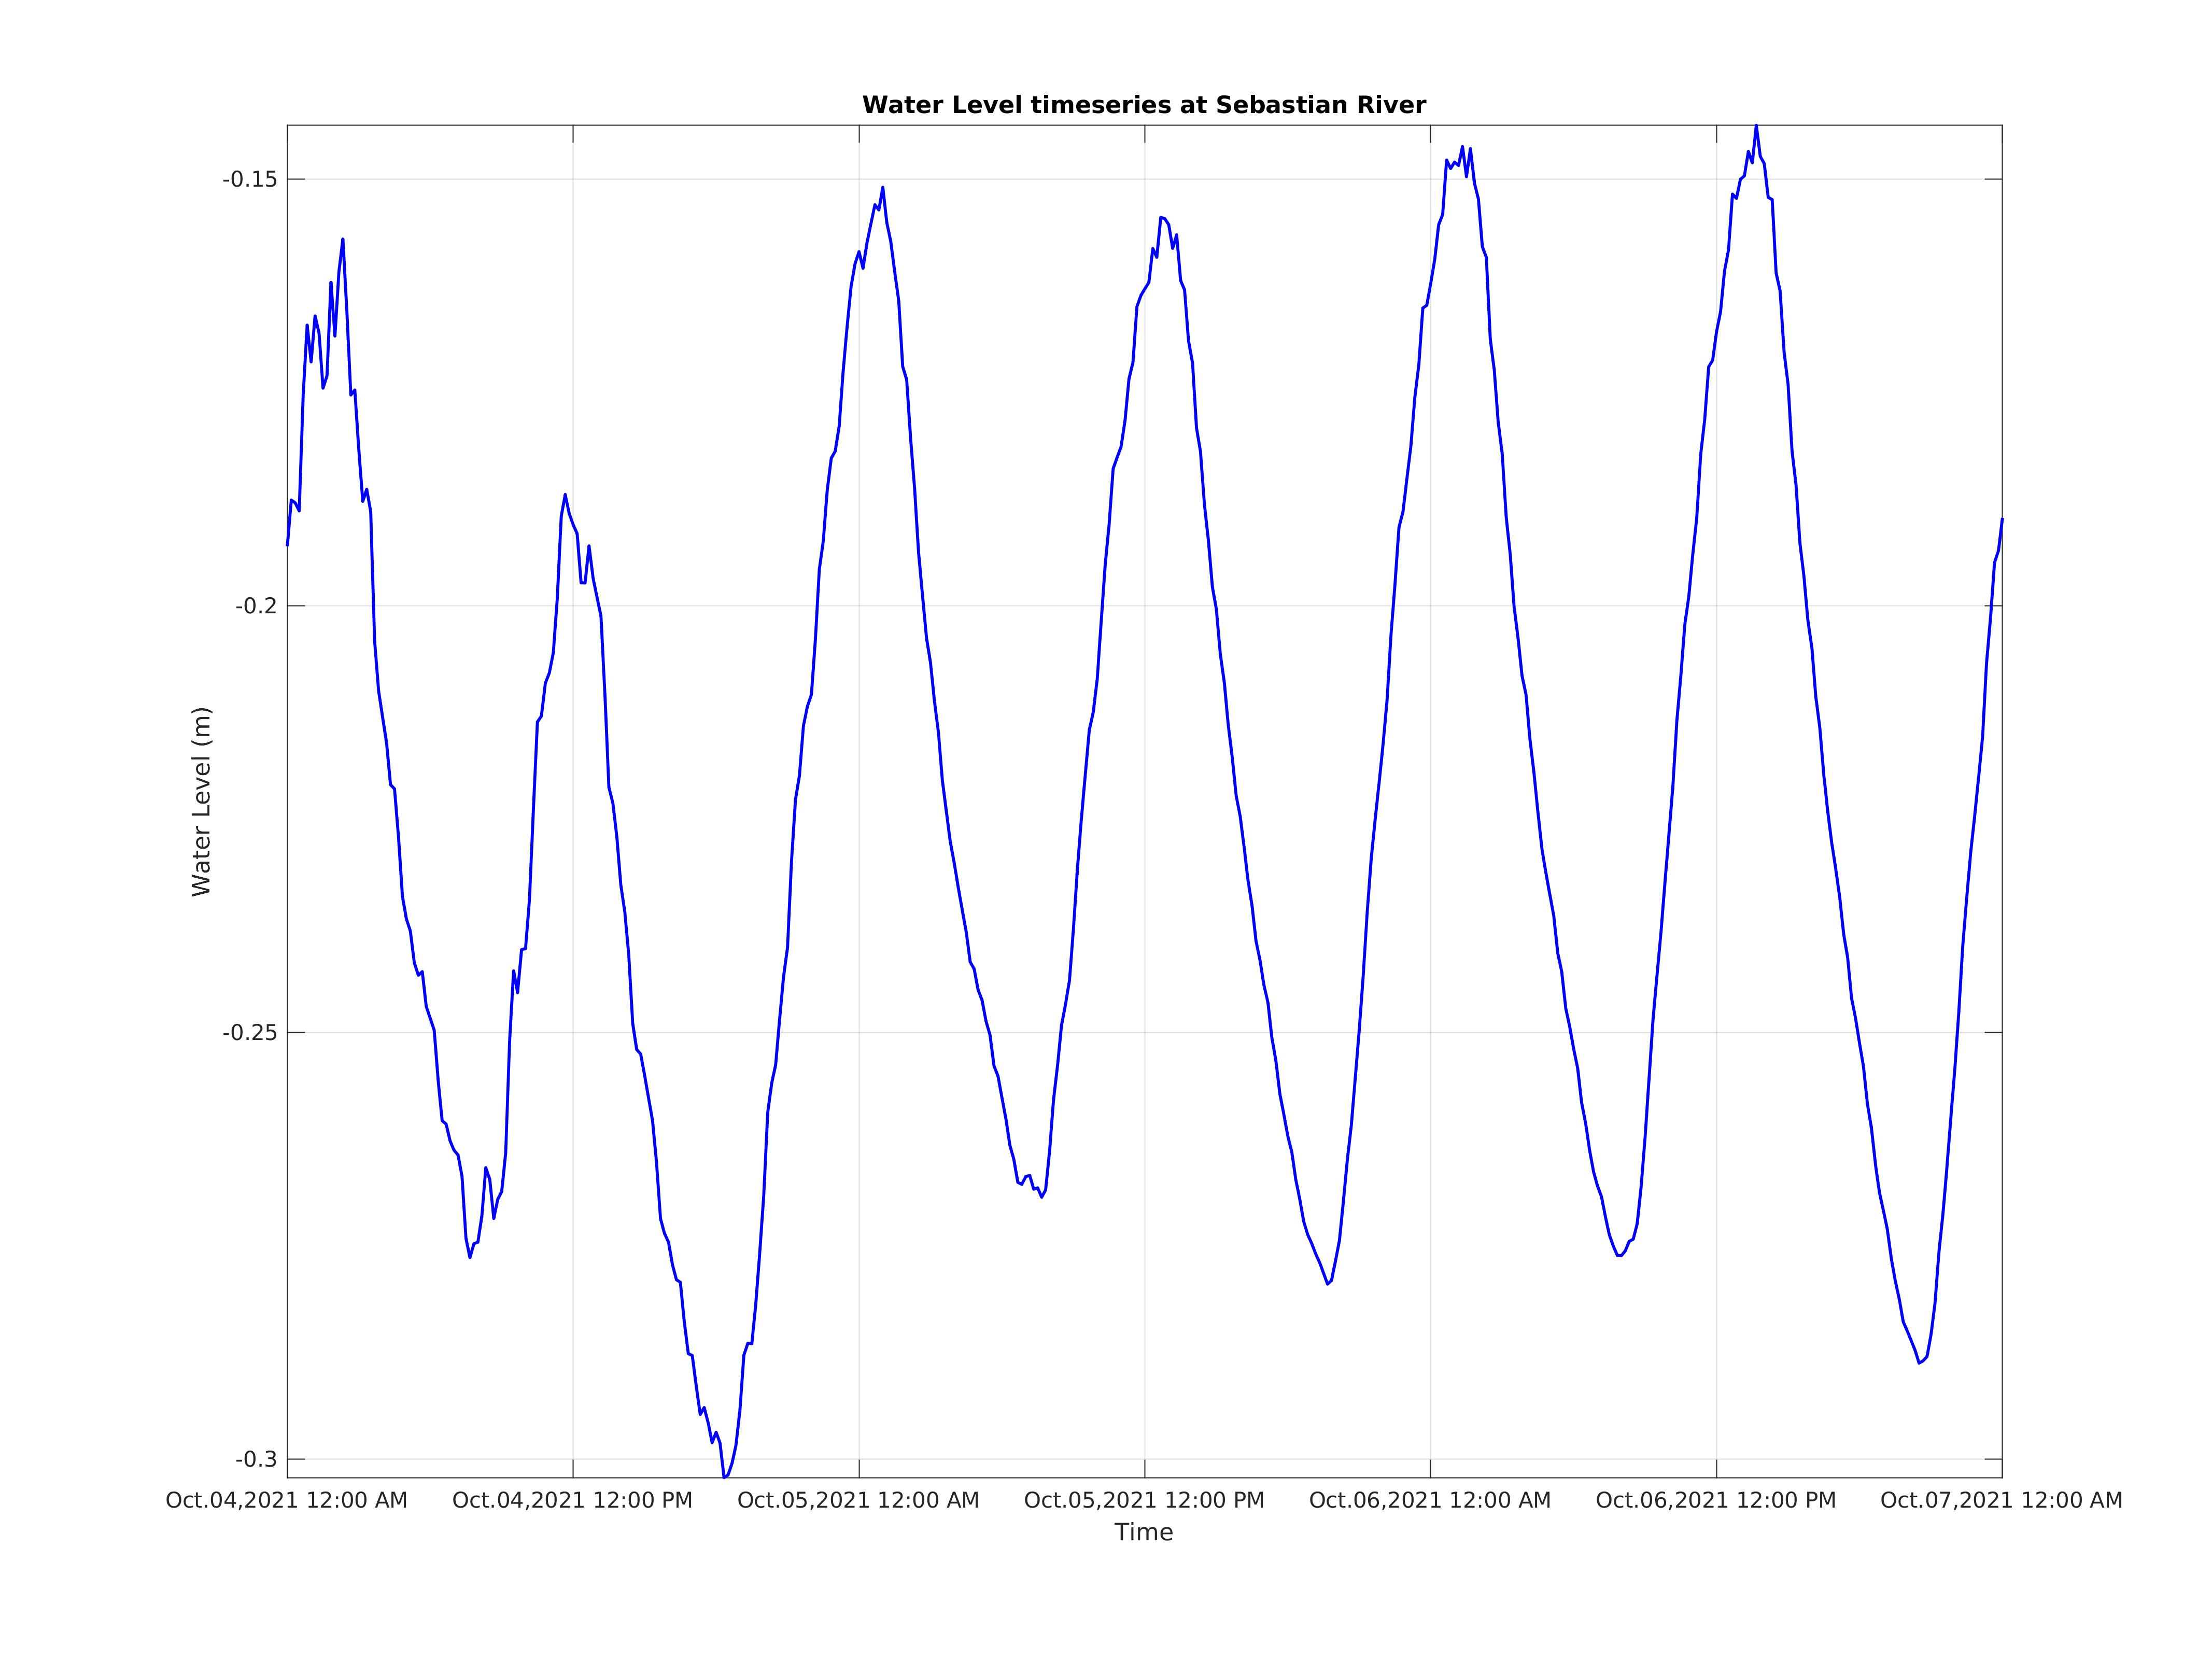 Water Level timeseries at Sebastian River
-0.15
-0.2
-0.25
-0.3
Water Level (m)
Oct.04,2021 12:00 AM
Oct.04,2021 12:00 PM
Oct.05,2021 12:00 AM
Oct.05,2021 12:00 PM
Oct.06,2021 12:00 AM
Oct.06,2021 12:00 PM
Oct.07,2021 12:00 AM
Time